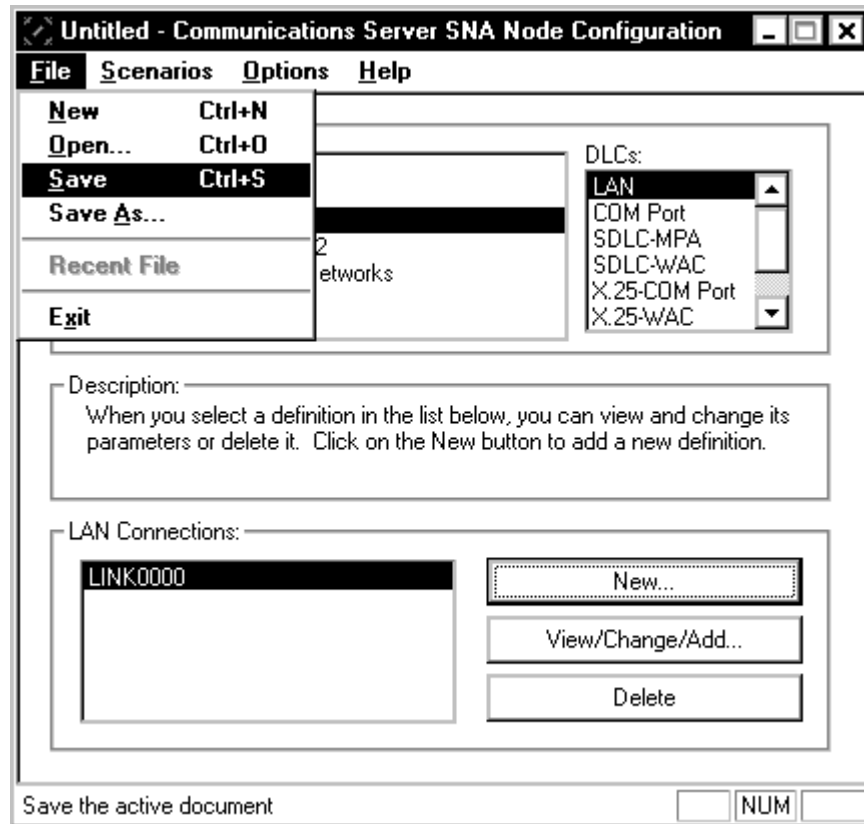 Untitled - Communications Server SNA Node Configuration
File Scenarios Options Help
New Ctrl+N
Open... Ctrl+O
Save Ctrl+S
Save As...
Recent File
Exit
2
etworks
DLCs:
LAN
COM Port
SDLC-MPA
SDLC-WAC
X.25-COM Port
X.25-WAC
Description:
When you select a definition in the list below, you can view and change its
parameters or delete it. Click on the New button to add a new definition.
LAN Connections:
LINK0000
New...
View/Change/Add...
Delete
Save the active document
NUM